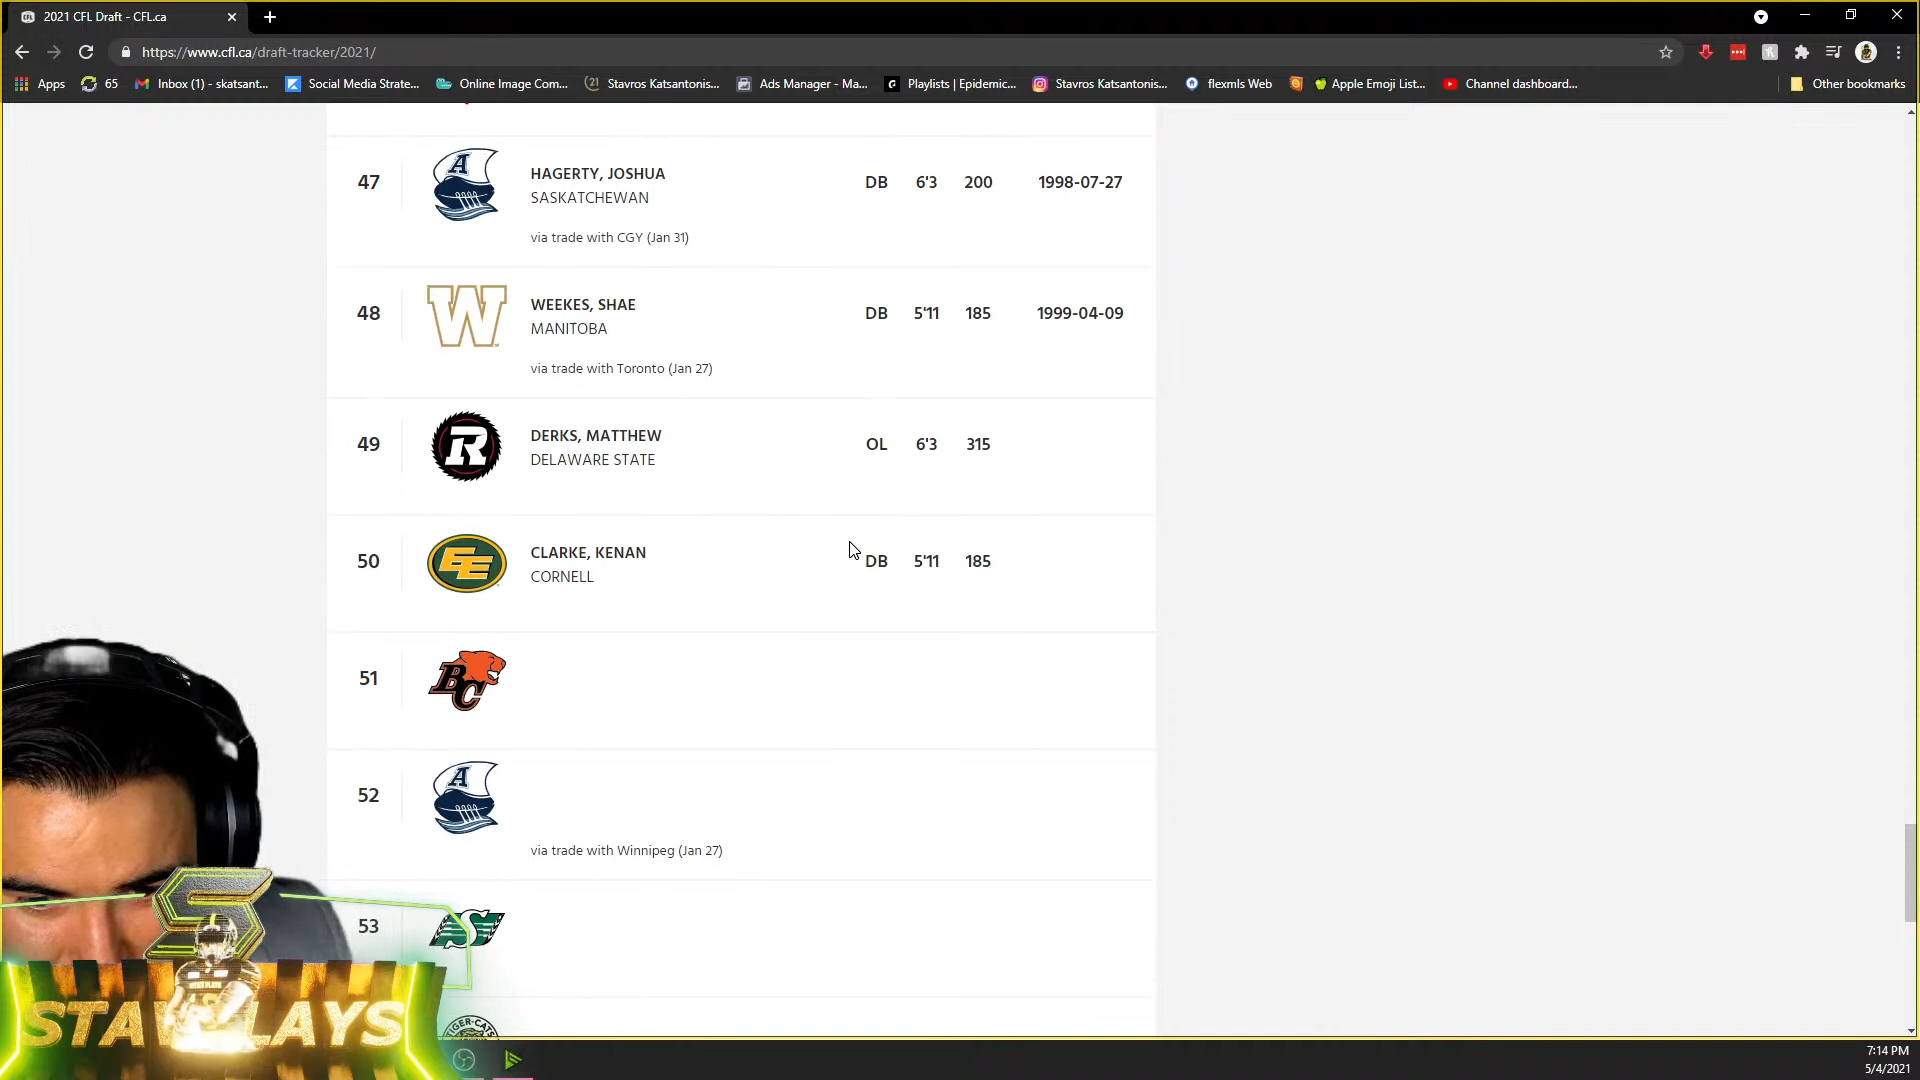 2021 CFL Draft - CFL.ca
https://www.cfl.ca/draft-tracker/2021/
Apps
65
Inbox (1) - skatsant...
Social Media Strate...
Online Image Com...
Stavros Katsantonis...
Ads Manager - Ma...
Playlists | Epidemic...
Stavros Katsantonis...
flexmls Web
Apple Emoji List...
Channel dashboard...
Other bookmarks
47 A HAGERTY, JOSHUA DB 6'3 200 1998-07-27
SASKATCHEWAN
via trade with CGY (Jan 31)
48 W WEEKES, SHAE DB 5'11 185 1999-04-09
MANITOBA
via trade with Toronto (Jan 27)
49 R DERKS, MATTHEW OL 6'3 315
DELAWARE STATE
50 EE CLARKE, KENAN DB 5'11 185
CORNELL
51 BC
52 A
via trade with Winnipeg (Jan 27)
53 S
TIGER-CATS
S
7:14 PM
5/4/2021